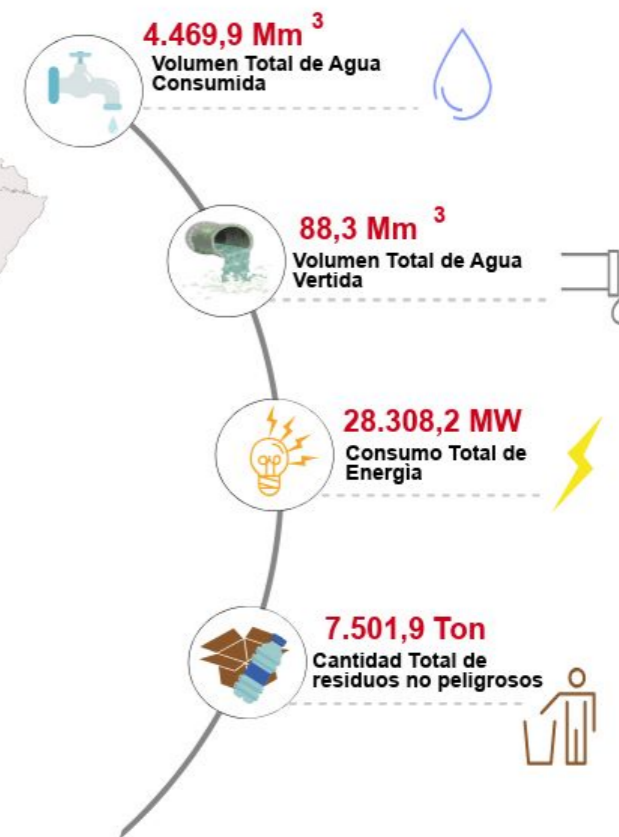 4.469,9 Mm 3
Volumen Total de Agua
Consumida
88,3 Mm 3
Volumen Total de Agua
Vertida
28.308,2 MW
Consumo Total de
Energìa
7.501,9 Ton
Cantidad Total de
residuos no peligrosos